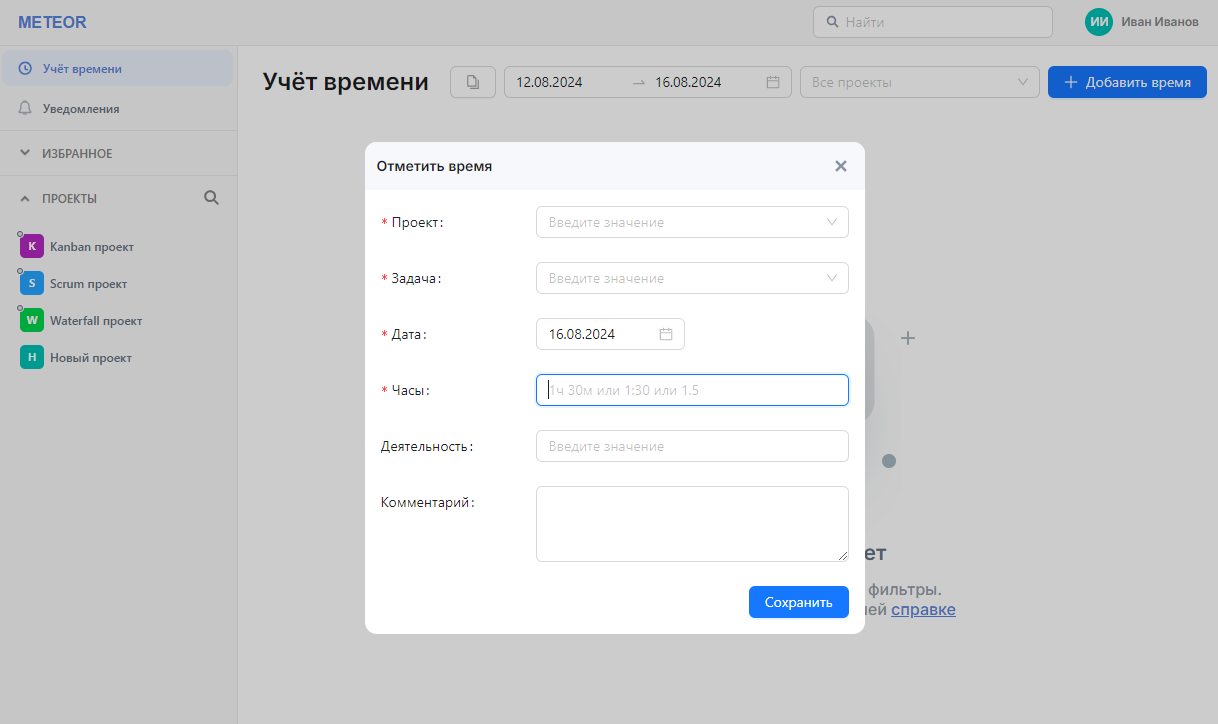 METEOR
Найти
ИИ
Иван Иванов
Учёт времени
Уведомления
ИЗБРАННОЕ
ПРОЕКТЫ
K
Kanban проект
S
Scrum проект
W
Waterfall проект
Н
Новый проект
Учёт времени
12.08.2024
16.08.2024
Все проекты
Добавить время
Отметить время
* Проект:
Введите значение
* Задача:
Введите значение
* Дата:
16.08.2024
* Часы:
1ч 30м или 1:30 или 1.5
Деятельность:
Введите значение
Комментарий:
Сохранить
фильтры.
справке